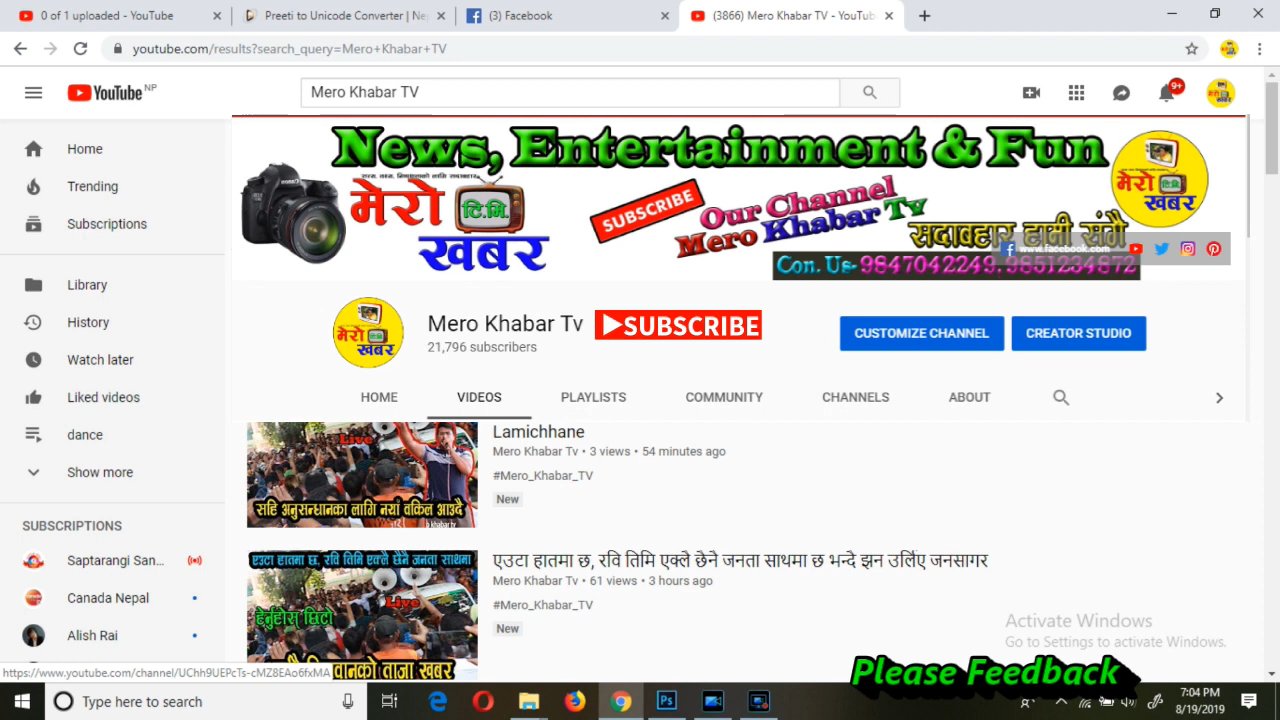 0 of 1 uploaded - YouTube
Preeti to Unicode Converter | Ne
(3) Facebook
(3866) Mero Khabar TV - YouTub
youtube.com/results?search_query=Mero+Khabar+TV
YouTube NP
Mero Khabar TV
9+
Home
Trending
Subscriptions
Library
History
Watch later
Liked videos
dance
Show more
SUBSCRIPTIONS
Saptarangi San...
Canada Nepal
Alish Rai
News, Entertainment & Fun
मेरो टि.भि. खबर
SUBSCRIBE
Our Channel
Mero Khabar Tv
सदाबहार हामी संगै
www.facebook.com
Con. Us- 9847042249, 9851234872
मेरो
खबर
Mero Khabar Tv
SUBSCRIBE
21,796 subscribers
CUSTOMIZE CHANNEL
CREATOR STUDIO
HOME
VIDEOS
PLAYLISTS
COMMUNITY
CHANNELS
ABOUT
Live
सहि अनुसन्धानका लागि नयाँ वकिल आउदै
Lamichhane
Mero Khabar Tv • 3 views • 54 minutes ago
#Mero_Khabar_TV
New
एउटा हातमा छ, रवि तिमि एक्लै छैनै जनता साथमा
Live
हेर्नुहोस् छिटो
वानको ताजा खबर
एउटा हातमा छ, रवि तिमि एक्लै छैने जनता साथमा छ भन्दै झन उर्लिए जनसागर
Mero Khabar Tv • 61 views • 3 hours ago
#Mero_Khabar_TV
New
Activate Windows
Go to Settings to activate Windows.
Please Feedback
https://www.youtube.com/channel/UChh9UEPcTs-cMZ8EAo6fxMA
Type here to search
7:04 PM
8/19/2019